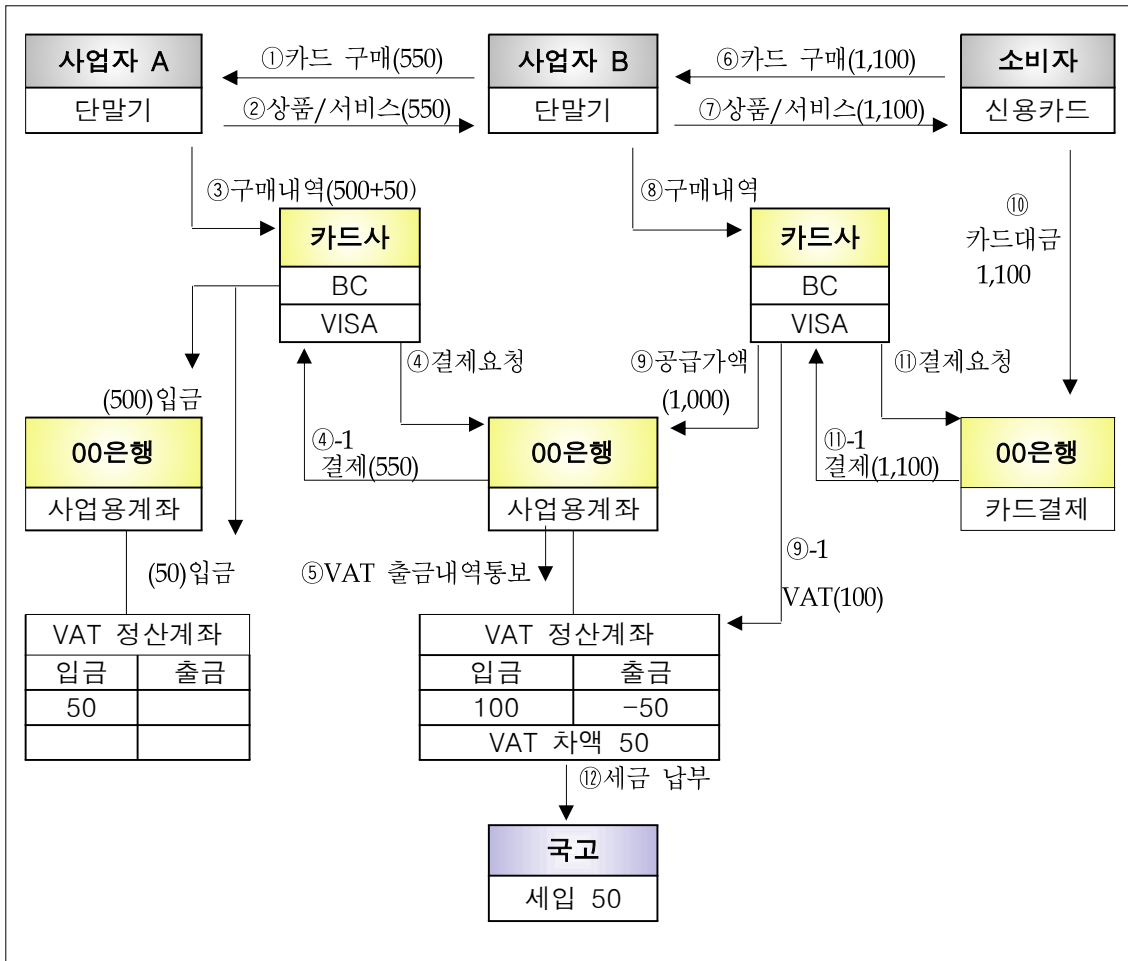 사업자 A
단말기
①카드 구매(550)
②상품/서비스(550)
사업자 B
단말기
⑥카드 구매(1,100)
⑦상품/서비스(1,100)
소비자
신용카드
③구매내역(500+50)
⑧구매내역
⑩
카드대금
1,100
카드사
BC
VISA
카드사
BC
VISA
④결제요청
⑨공급가액
(1,000)
⑪결제요청
(500)입금
④-1
결제(550)
⑪-1
결제(1,100)
00은행
사업용계좌
00은행
사업용계좌
00은행
카드결제
(50)입금
⑤VAT 출금내역통보
⑨-1
VAT(100)
VAT 정산계좌
입금 출금
50
VAT 정산계좌
입금 출금
100 -50
VAT 차액 50
⑫세금 납부
국고
세입 50